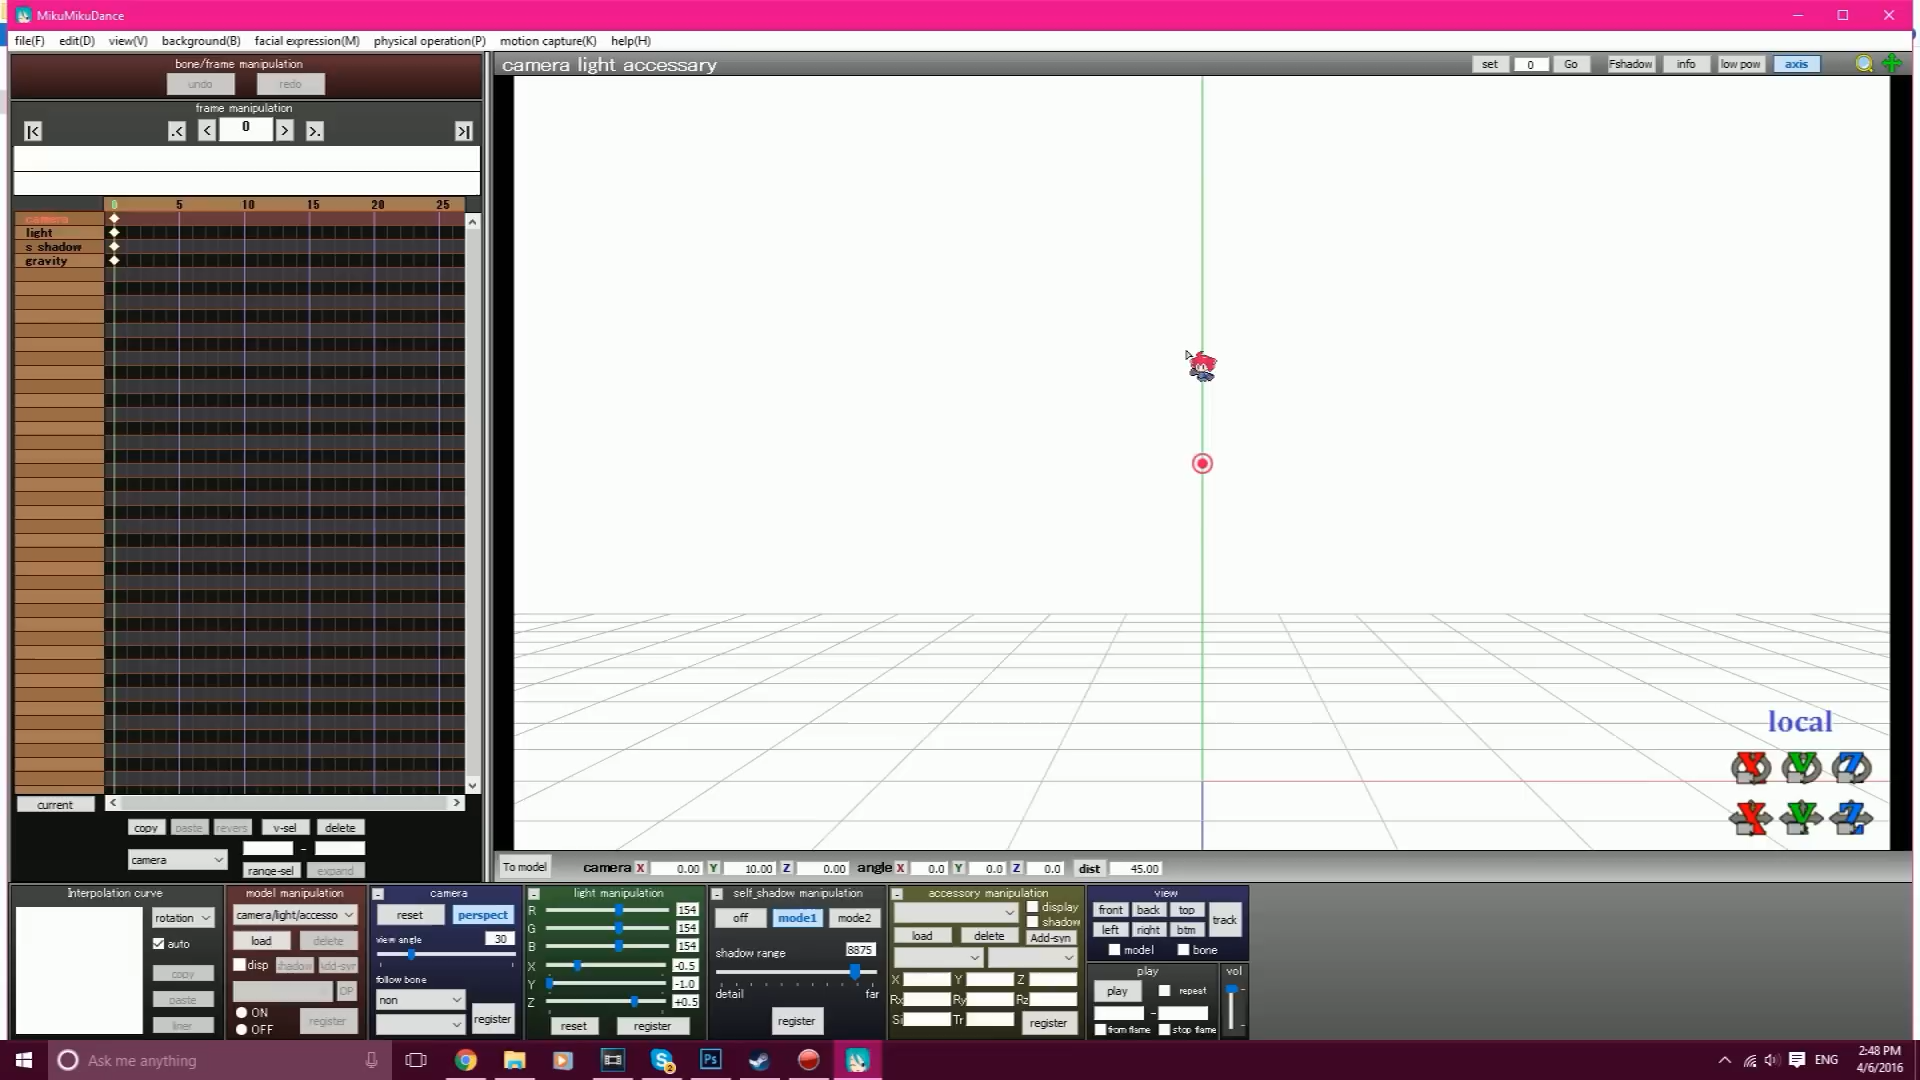 MikuMikuDance
file(F) edit(D) view(V) background(B) facial expression(M) physical operation(P) motion capture(K) help(H)
bone/frame manipulation
undo redo
camera light accessary
set 0 Go Fshadow info low pow axis
frame manipulation
|< .< < 0 > >. >|
0 5 10 15 20 25
camera
light
s shadow
gravity
local
X Y Z
X Y Z
current < >
copy paste revers v-sel delete
camera -
range-sel expand
To model camera X 0.00 Y 10.00 Z 0.00 angle X 0.0 Y 0.0 Z 0.0 dist 45.00
Interpolation curve
rotation
auto
copy
paste
liner
model manipulation
camera/light/accesso
load delete
disp shadow Add-syn
OP
ON
OFF
register
- camera
reset perspect
view angle 30
follow bone
non
register
- light manipulation
R 154
G 154
B 154
X -0.5
Y -1.0
Z +0.5
reset register
- self_shadow manipulation
off mode1 mode2
shadow range 8875
detail far
register
- accessory manipulation
display
shadow
load delete Add-syn
X Y Z
Rx Ry Rz
Si Tr register
view
front back top
left right btm
track
model bone
play
play repeat
-
from flame stop flame
vol
Ask me anything
2
Ps
ENG
2:48 PM
4/6/2016